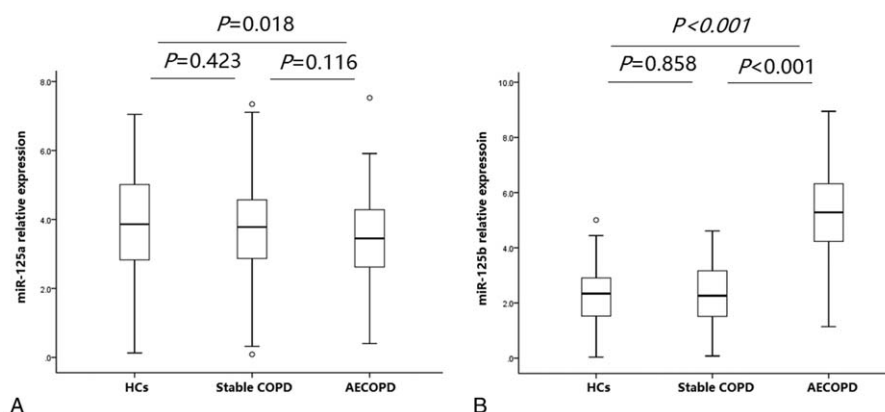 P=0.018
P=0.423 P=0.116
miR-125a relative expression
8.0
6.0
4.0
2.0
.0
HCs Stable COPD AECOPD
A
P<0.001
P=0.858 P<0.001
miR-125b relative expressoin
10.0
8.0
6.0
4.0
2.0
.0
HCs Stable COPD AECOPD
B